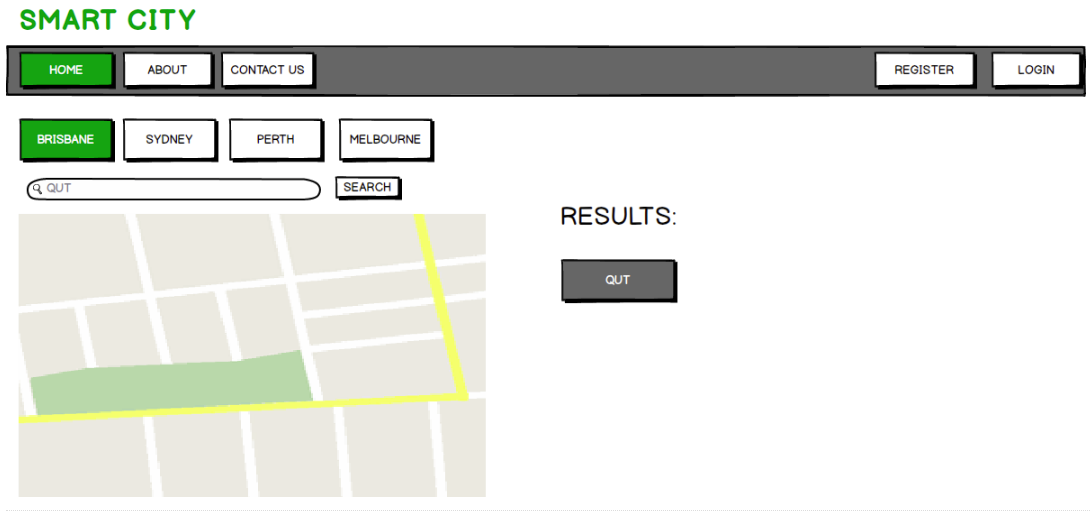 SMART CITY
HOME ABOUT CONTACT US REGISTER LOGIN
BRISBANE SYDNEY PERTH MELBOURNE
QUT SEARCH
RESULTS:
QUT